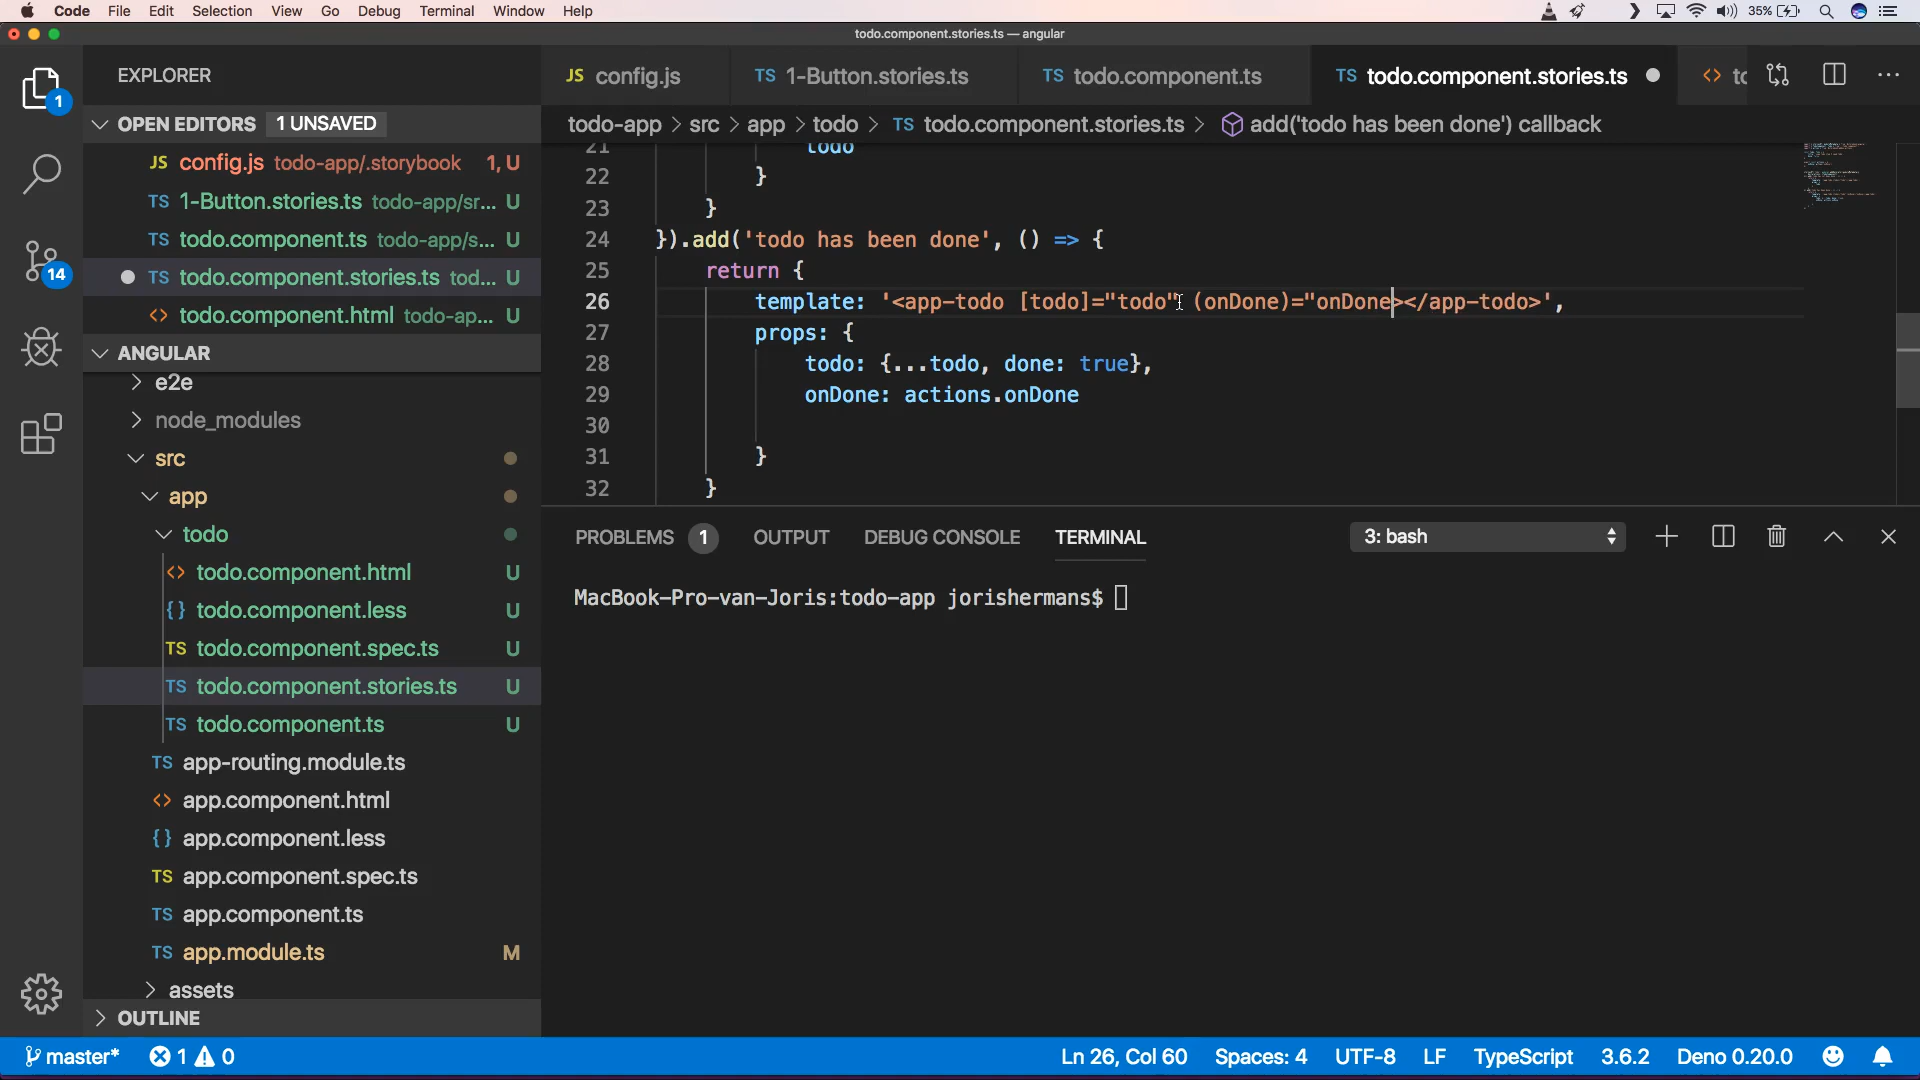 Code File Edit Selection View Go Debug Terminal Window Help 35%
todo.component.stories.ts — angular
EXPLORER
JS config.js TS 1-Button.stories.ts TS todo.component.ts TS todo.component.stories.ts <> tc
OPEN EDITORS 1 UNSAVED
todo-app > src > app > todo > TS todo.component.stories.ts > add('todo has been done') callback
JS config.js todo-app/.storybook 1, U
TS 1-Button.stories.ts todo-app/sr... U
TS todo.component.ts todo-app/s... U
TS todo.component.stories.ts tod... U
<> todo.component.html todo-ap... U
21 todo
22 }
23 }
24 }).add('todo has been done', () => {
25 return {
26 template: '<app-todo [todo]="todo" (onDone)="onDone></app-todo>',
27 props: {
28 todo: {...todo, done: true},
29 onDone: actions.onDone
30
31 }
32 }
ANGULAR
e2e
node_modules
src
app
todo
<> todo.component.html U
{} todo.component.less U
TS todo.component.spec.ts U
TS todo.component.stories.ts U
TS todo.component.ts U
TS app-routing.module.ts
<> app.component.html
{} app.component.less
TS app.component.spec.ts
TS app.component.ts
TS app.module.ts M
assets
OUTLINE
PROBLEMS 1 OUTPUT DEBUG CONSOLE TERMINAL 3: bash
MacBook-Pro-van-Joris:todo-app jorishermans$
1
14
master* 1 0 Ln 26, Col 60 Spaces: 4 UTF-8 LF TypeScript 3.6.2 Deno 0.20.0